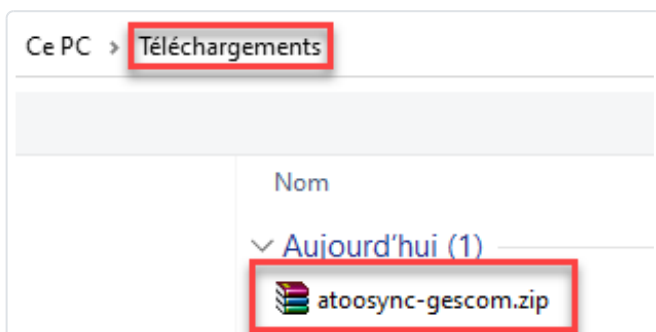 Ce PC > Téléchargements
Nom
Aujourd'hui (1)
atoosync-gescom.zip